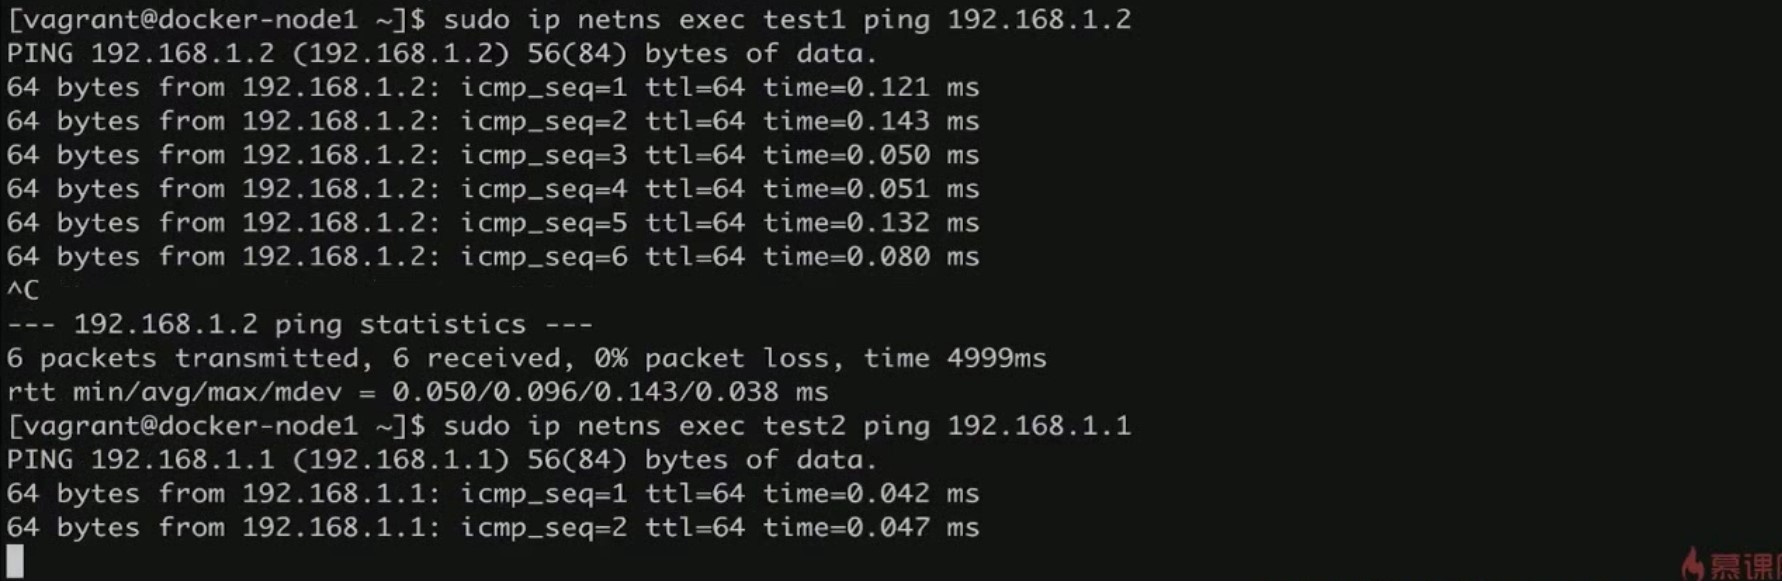 [vagrant@docker-node1 ~]$ sudo ip netns exec test1 ping 192.168.1.2
PING 192.168.1.2 (192.168.1.2) 56(84) bytes of data.
64 bytes from 192.168.1.2: icmp_seq=1 ttl=64 time=0.121 ms
64 bytes from 192.168.1.2: icmp_seq=2 ttl=64 time=0.143 ms
64 bytes from 192.168.1.2: icmp_seq=3 ttl=64 time=0.050 ms
64 bytes from 192.168.1.2: icmp_seq=4 ttl=64 time=0.051 ms
64 bytes from 192.168.1.2: icmp_seq=5 ttl=64 time=0.132 ms
64 bytes from 192.168.1.2: icmp_seq=6 ttl=64 time=0.080 ms
^C
--- 192.168.1.2 ping statistics ---
6 packets transmitted, 6 received, 0% packet loss, time 4999ms
rtt min/avg/max/mdev = 0.050/0.096/0.143/0.038 ms
[vagrant@docker-node1 ~]$ sudo ip netns exec test2 ping 192.168.1.1
PING 192.168.1.1 (192.168.1.1) 56(84) bytes of data.
64 bytes from 192.168.1.1: icmp_seq=1 ttl=64 time=0.042 ms
64 bytes from 192.168.1.1: icmp_seq=2 ttl=64 time=0.047 ms
慕课